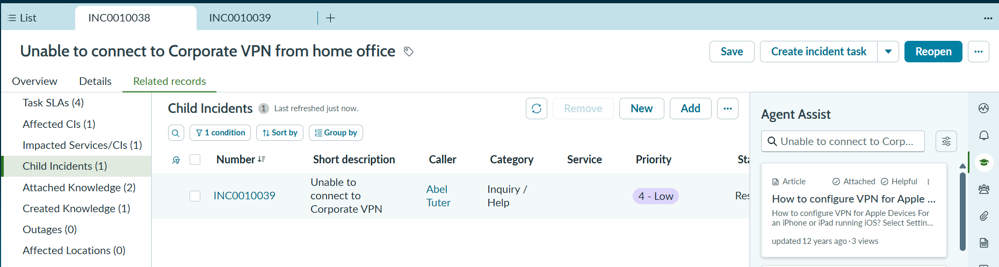 List
INC0010038
INC0010039
Unable to connect to Corporate VPN from home office
Save
Create incident task
Reopen
Overview
Details
Related records
Task SLAs (4)
Affected CIs (1)
Impacted Services/CIs (1)
Child Incidents (1)
Attached Knowledge (2)
Created Knowledge (1)
Outages (0)
Affected Locations (0)
Child Incidents 1 Last refreshed just now.
Remove
New
Add
1 condition
Sort by
Group by
Number
Short description
Caller
Category
Service
Priority
Sta
INC0010039
Unable to
connect to
Corporate VPN
Abel
Tuter
Inquiry /
Help
4 - Low
Res
Agent Assist
Unable to connect to Corp...
Article
Attached
Helpful
How to configure VPN for Apple ...
How to configure VPN for Apple Devices For
an iPhone or iPad running iOS? Select Settin...
updated 12 years ago · 3 views